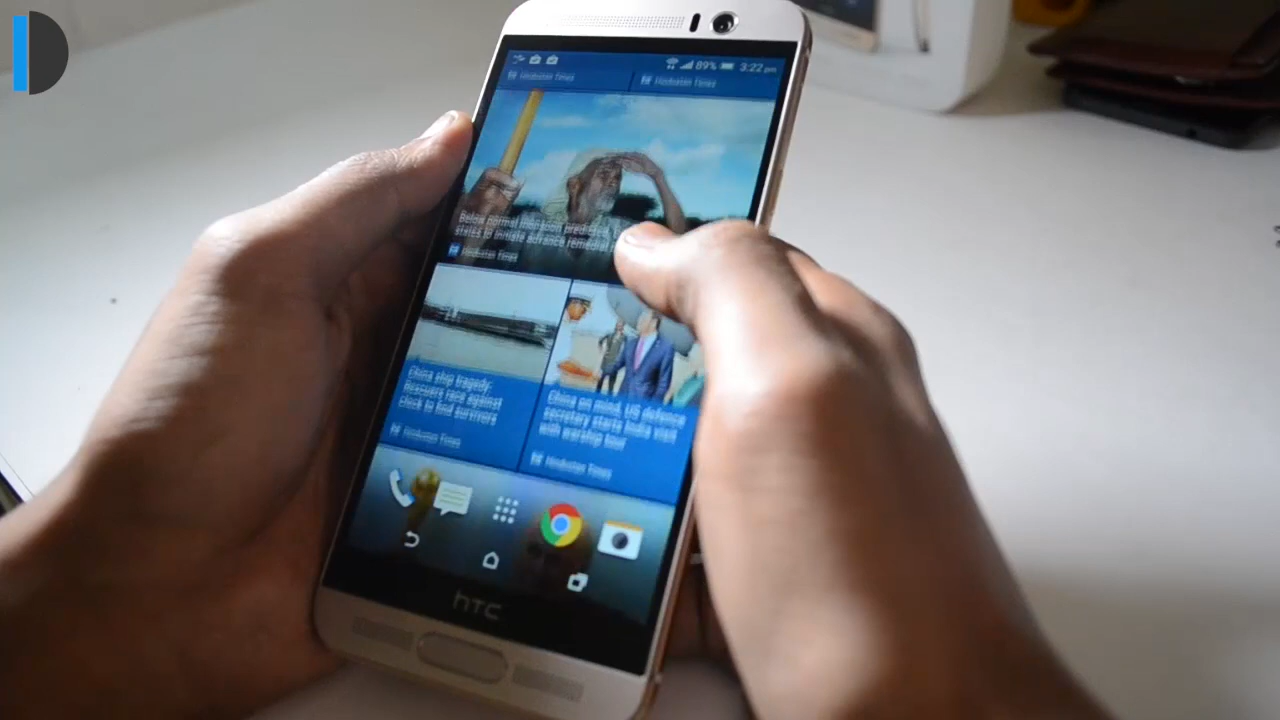 89% 3:22 pm
Hindustan Times
Hindustan Times
Below normal monsoon
states to initiate advance remedial
Hindustan Times
China ship tragedy:
Rescuers race against
clock to find survivors
Hindustan Times
China on mind, US defence
secretary starts India visit
with warship tour
Hindustan Times
hTC